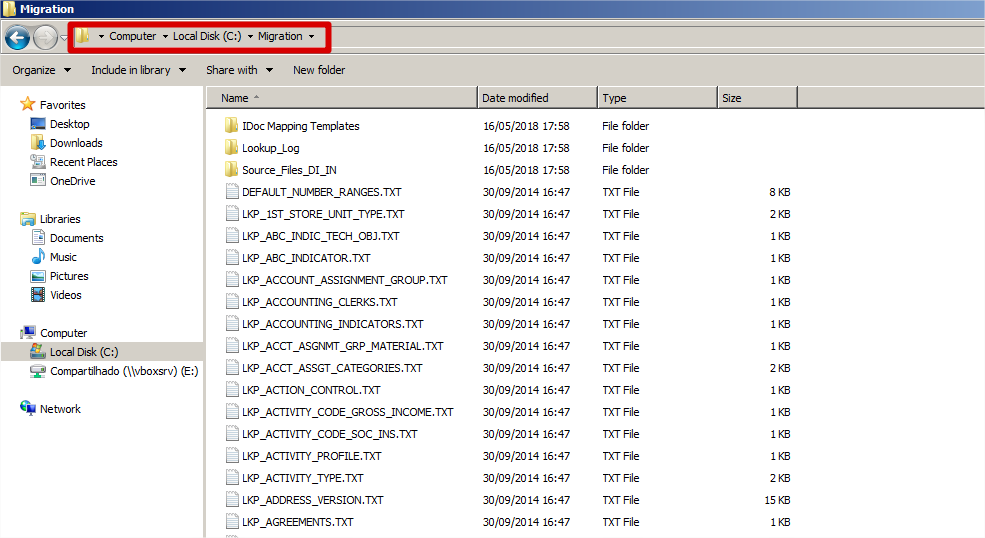 Migration
Computer Local Disk (C:) Migration
Organize Include in library Share with New folder
Favorites
Desktop
Downloads
Recent Places
OneDrive
Libraries
Documents
Music
Pictures
Videos
Computer
Local Disk (C:)
Compartilhado (\\vboxsrv) (E:)
Network
Name Date modified Type Size
IDoc Mapping Templates 16/05/2018 17:58 File folder
Lookup_Log 16/05/2018 17:58 File folder
Source_Files_DI_IN 16/05/2018 17:58 File folder
DEFAULT_NUMBER_RANGES.TXT 30/09/2014 16:47 TXT File 8 KB
LKP_1ST_STORE_UNIT_TYPE.TXT 30/09/2014 16:47 TXT File 2 KB
LKP_ABC_INDIC_TECH_OBJ.TXT 30/09/2014 16:47 TXT File 1 KB
LKP_ABC_INDICATOR.TXT 30/09/2014 16:47 TXT File 1 KB
LKP_ACCOUNT_ASSIGNMENT_GROUP.TXT 30/09/2014 16:47 TXT File 1 KB
LKP_ACCOUNTING_CLERKS.TXT 30/09/2014 16:47 TXT File 1 KB
LKP_ACCOUNTING_INDICATORS.TXT 30/09/2014 16:47 TXT File 1 KB
LKP_ACCT_ASGNMT_GRP_MATERIAL.TXT 30/09/2014 16:47 TXT File 1 KB
LKP_ACCT_ASSGT_CATEGORIES.TXT 30/09/2014 16:47 TXT File 2 KB
LKP_ACTION_CONTROL.TXT 30/09/2014 16:47 TXT File 1 KB
LKP_ACTIVITY_CODE_GROSS_INCOME.TXT 30/09/2014 16:47 TXT File 1 KB
LKP_ACTIVITY_CODE_SOC_INS.TXT 30/09/2014 16:47 TXT File 1 KB
LKP_ACTIVITY_PROFILE.TXT 30/09/2014 16:47 TXT File 1 KB
LKP_ACTIVITY_TYPE.TXT 30/09/2014 16:47 TXT File 2 KB
LKP_ADDRESS_VERSION.TXT 30/09/2014 16:47 TXT File 15 KB
LKP_AGREEMENTS.TXT 30/09/2014 16:47 TXT File 1 KB